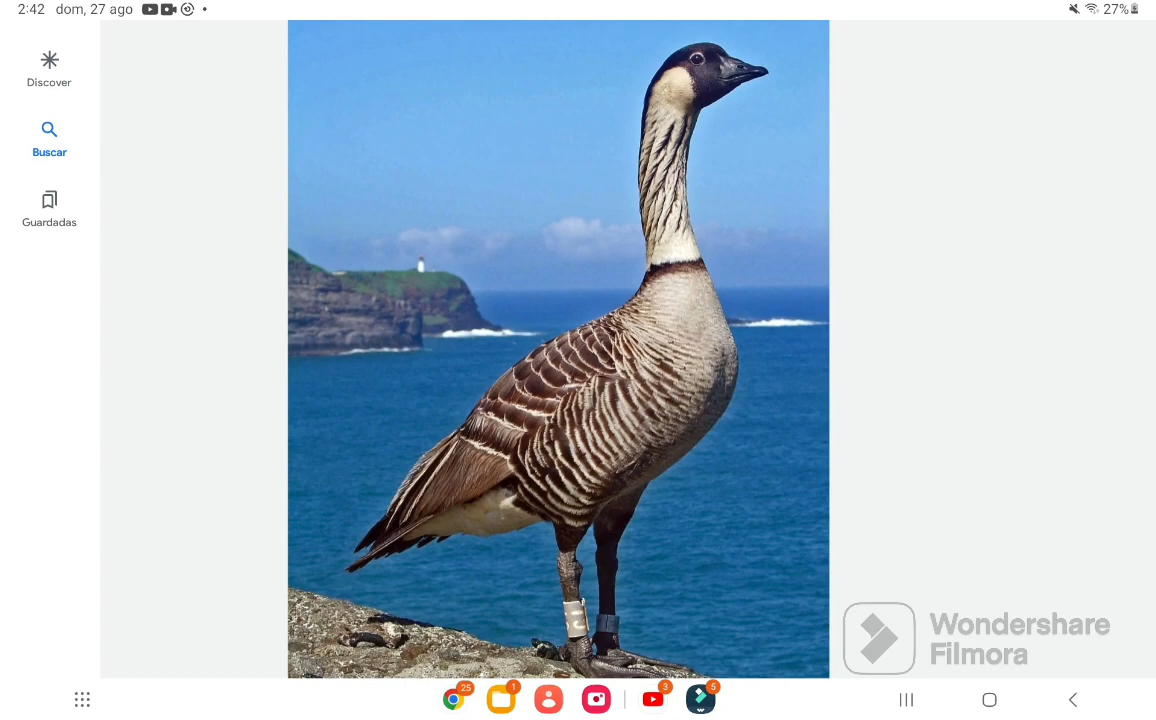 2:42 dom, 27 ago
27%
Discover
Buscar
Guardadas
Wondershare
Filmora
25
1
3
5